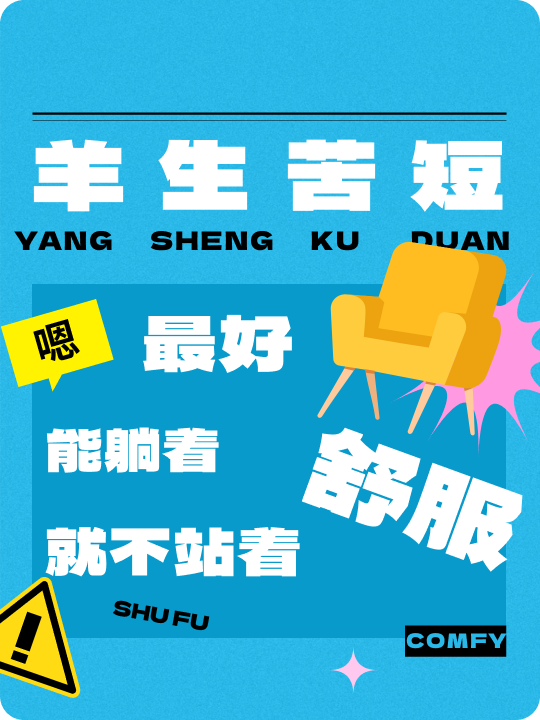 羊生苦短
YANG SHENG KU DUAN
嗯
最好
能躺着
舒服
就不站着
SHU FU
COMFY